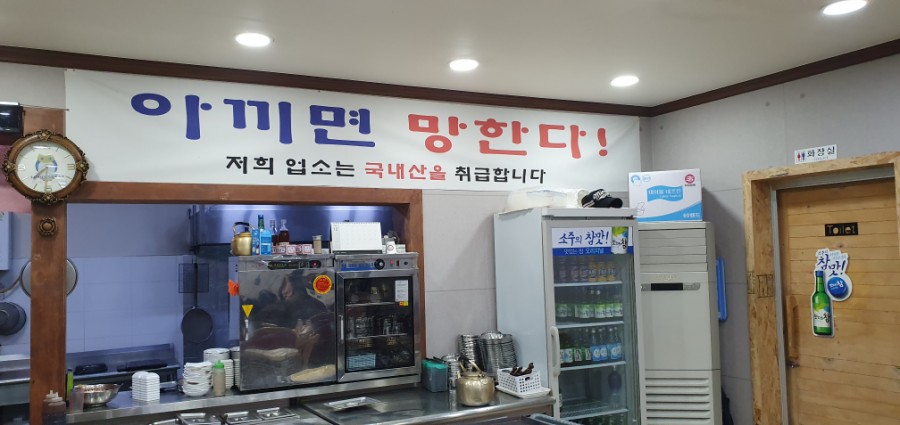 아끼면 망한다!
저희 업소는 국내산을 취급합니다
화장실
소주의 참맛!
참맛!